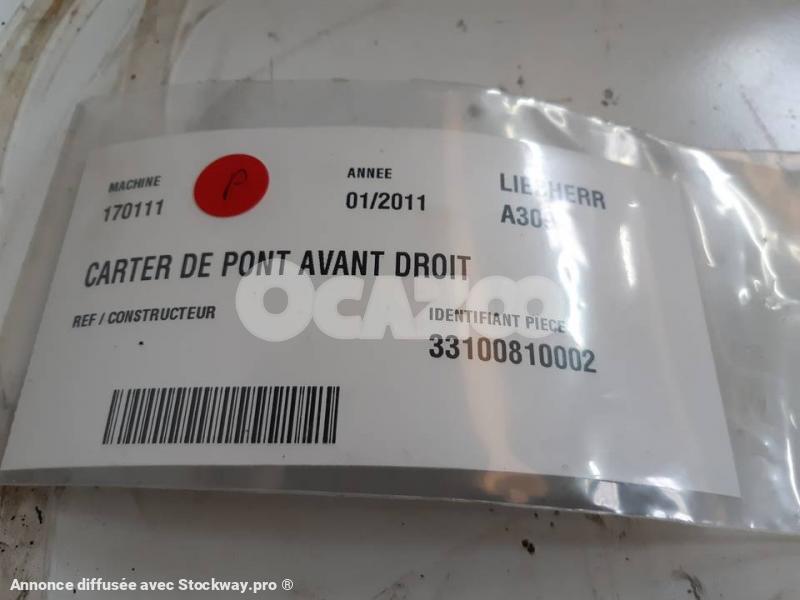 MACHINE
170111
P
ANNEE
01/2011
LIEBHERR
CARTER DE PONT AVANT DROIT
REF / CONSTRUCTEUR
IDENTIFIANT PIECE
33100810002
OCAZOO
Annonce diffusée avec Stockway.pro ®